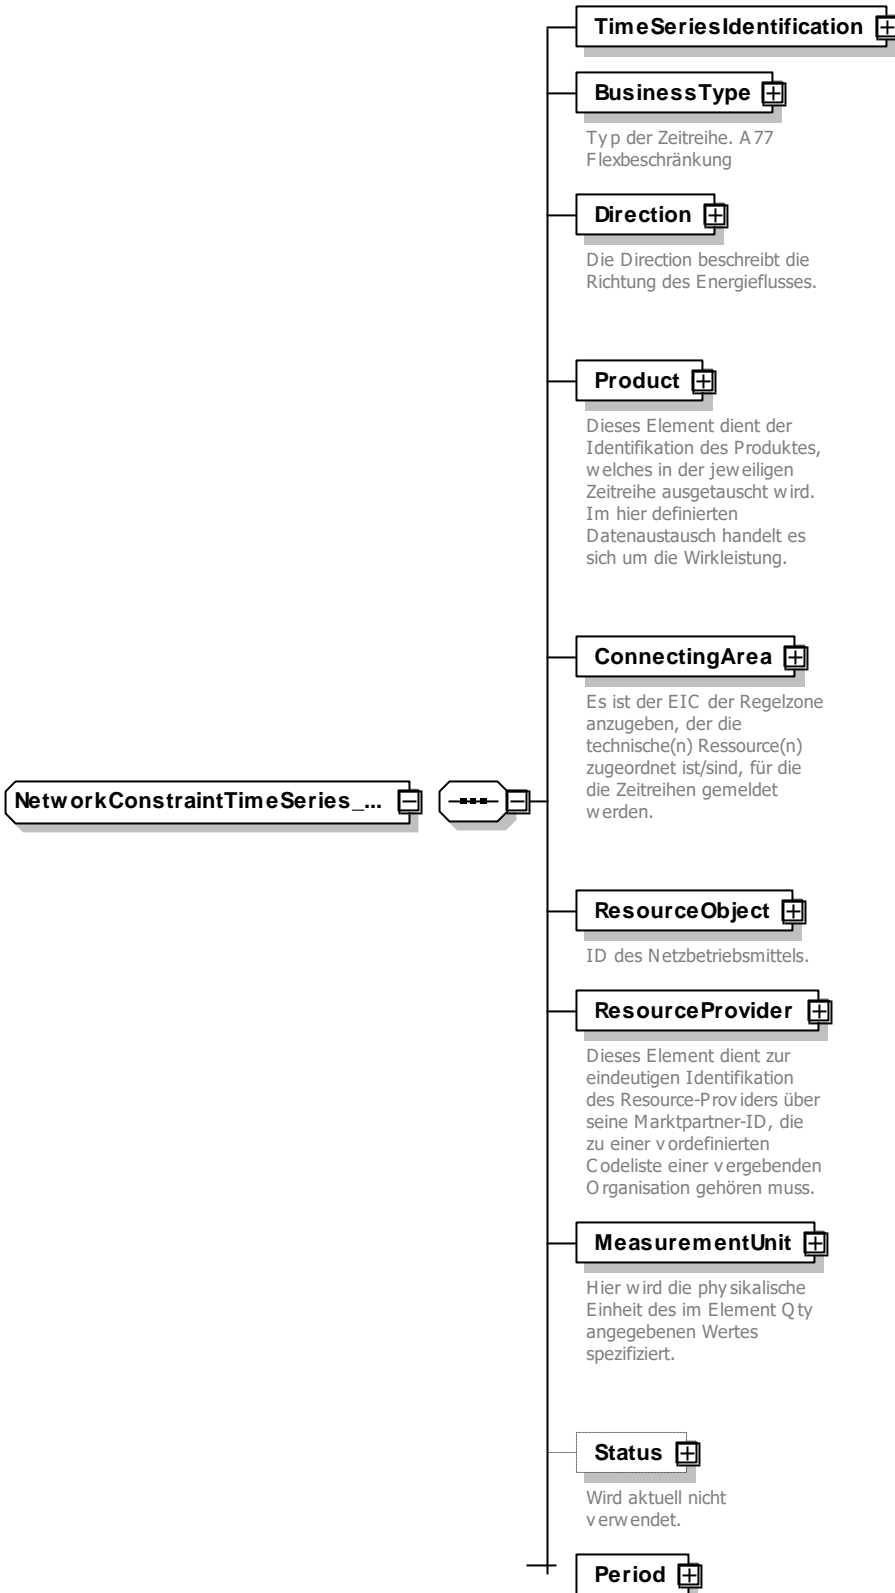 TimeSeriesIdentification
BusinessType
Typ der Zeitreihe. A77
Flexbeschränkung
Direction
Die Direction beschreibt die
Richtung des Energieflusses.
Product
Dieses Element dient der
Identifikation des Produktes,
welches in der jeweiligen
Zeitreihe ausgetauscht wird.
Im hier definierten
Datenaustausch handelt es
sich um die Wirkleistung.
ConnectingArea
Es ist der EIC der Regelzone
anzugeben, der die
technische(n) Ressource(n)
zugeordnet ist/sind, für die
die Zeitreihen gemeldet
werden.
NetworkConstraintTimeSeries_...
ResourceObject
ID des Netzbetriebsmittels.
ResourceProvider
Dieses Element dient zur
eindeutigen Identifikation
des Resource-Providers über
seine Marktpartner-ID, die
zu einer vordefinierten
Codeliste einer vergebenden
Organisation gehören muss.
MeasurementUnit
Hier wird die physikalische
Einheit des im Element Qty
angegebenen Wertes
spezifiziert.
Status
Wird aktuell nicht
verwendet.
Period